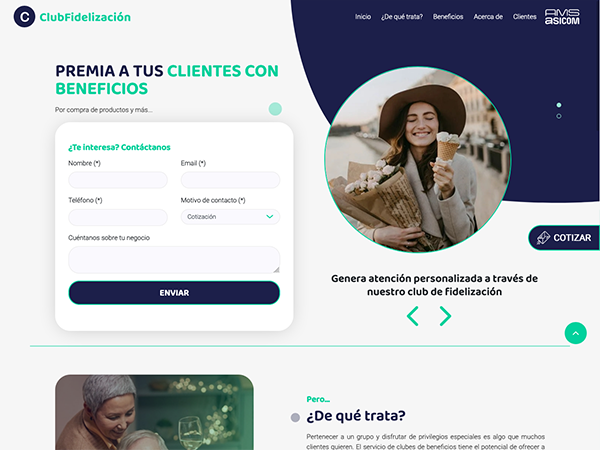 C ClubFidelización
Inicio ¿De qué trata? Beneficios Acerca de Clientes AMS ASICOM
PREMIA A TUS CLIENTES CON
BENEFICIOS
Por compra de productos y más...
¿Te interesa? Contáctanos
Nombre (*) Email (*)
Teléfono (*) Motivo de contacto (*)
Cotización
Cuéntanos sobre tu negocio
ENVIAR
COTIZAR
Genera atención personalizada a través de
nuestro club de fidelización
Pero...
¿De qué trata?
Pertenecer a un grupo y disfrutar de privilegios especiales es algo que muchos
clientes quieren. El servicio de clubes de beneficios tiene el potencial de ofrecer a